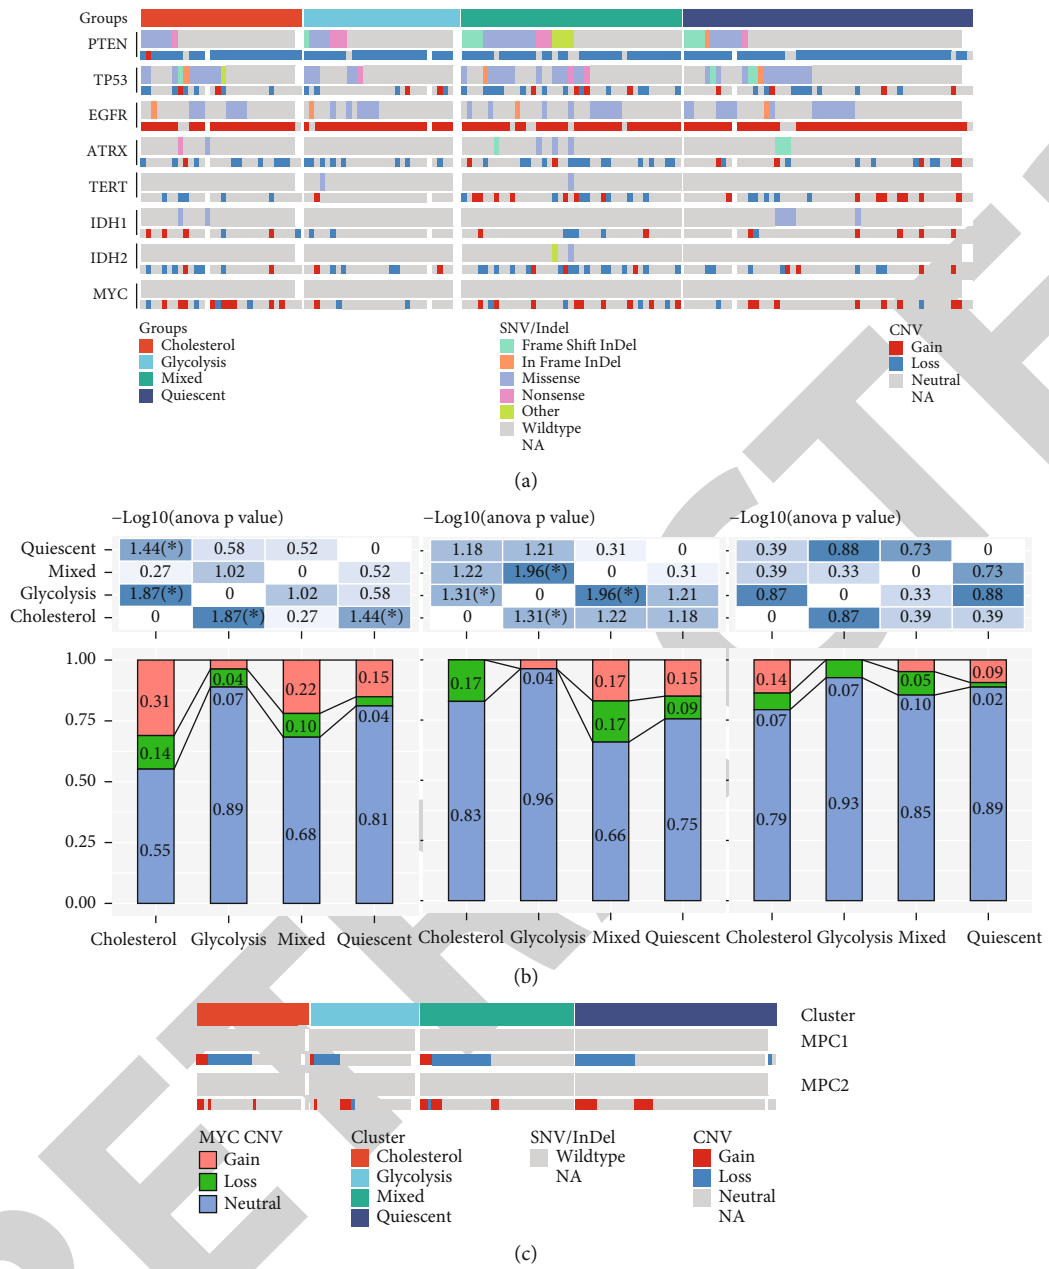 Groups
PTEN
TP53
EGFR
ATRX
TERT
IDH1
IDH2
MYC
Groups
Cholesterol
Glycolysis
Mixed
Quiescent
SNV/Indel
Frame Shift InDel
In Frame InDel
Missense
Nonsense
Other
Wildtype
NA
CNV
Gain
Loss
Neutral
NA
(a)
−Log10(anova p value) −Log10(anova p value) −Log10(anova p value)
Quiescent 1.44(*) 0.58 0.52 0 1.18 1.21 0.31 0 0.39 0.88 0.73 0
Mixed 0.27 1.02 0 0.52 1.22 1.96(*) 0 0.31 0.39 0.33 0 0.73
Glycolysis 1.87(*) 0 1.02 0.58 1.31(*) 0 1.96(*) 1.21 0.87 0 0.33 0.88
Cholesterol 0 1.87(*) 0.27 1.44(*) 0 1.31(*) 1.22 1.18 0 0.87 0.39 0.39
1.00
0.75
0.50
0.25
0.00
0.31 0.04 0.22 0.15
0.14 0.07 0.10 0.04
0.55 0.89 0.68 0.81
0.17 0.04 0.17 0.15
0.17 0.09
0.83 0.96 0.66 0.75
0.14 0.07 0.05 0.09
0.07 0.10 0.02
0.79 0.93 0.85 0.89
Cholesterol Glycolysis Mixed Quiescent Cholesterol Glycolysis Mixed Quiescent Cholesterol Glycolysis Mixed Quiescent
(b)
Cluster
MPC1
MPC2
MYC CNV
Gain
Loss
Neutral
Cluster
Cholesterol
Glycolysis
Mixed
Quiescent
SNV/InDel
Wildtype
NA
CNV
Gain
Loss
Neutral
NA
(c)